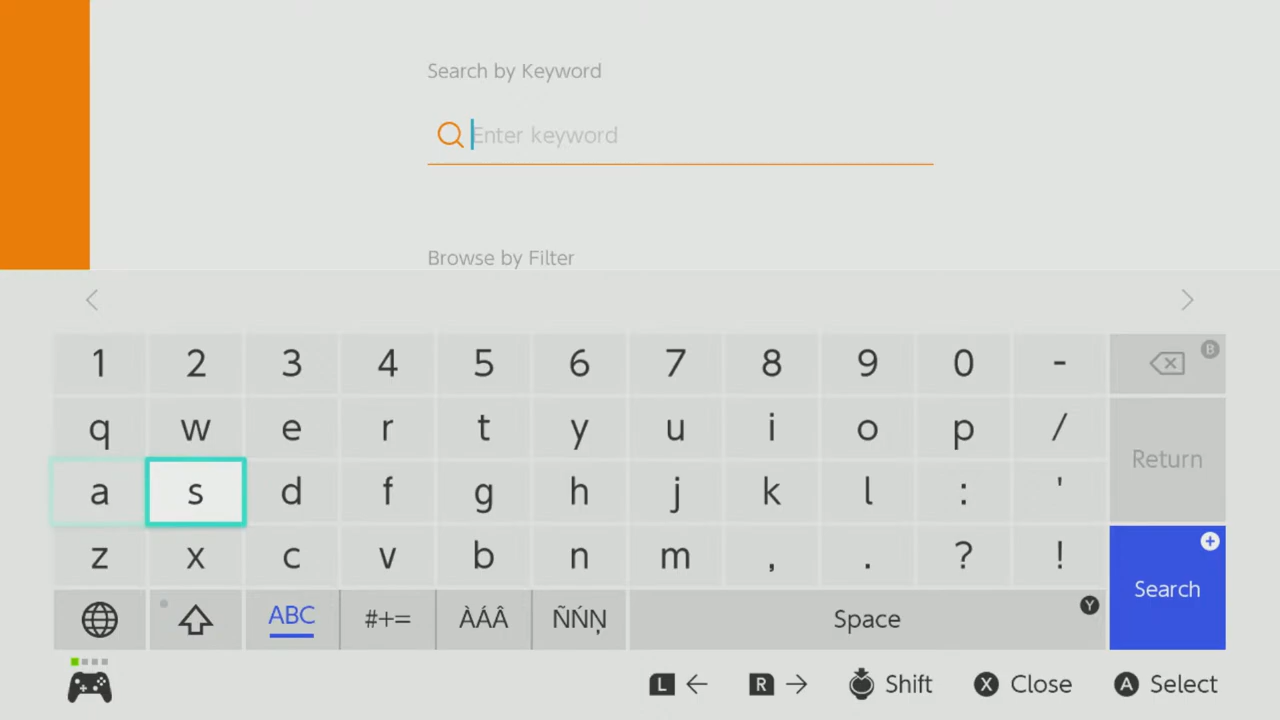 Search by Keyword
Enter keyword
Browse by Filter
1 2 3 4 5 6 7 8 9 0 - B
q w e r t y u i o p /
Return
a s d f g h j k l : '
z x c v b n m , . ? ! +
Search
ABC #+= ÀÁÂ ÑŃŅ Space Y
L ← R → Shift X Close A Select